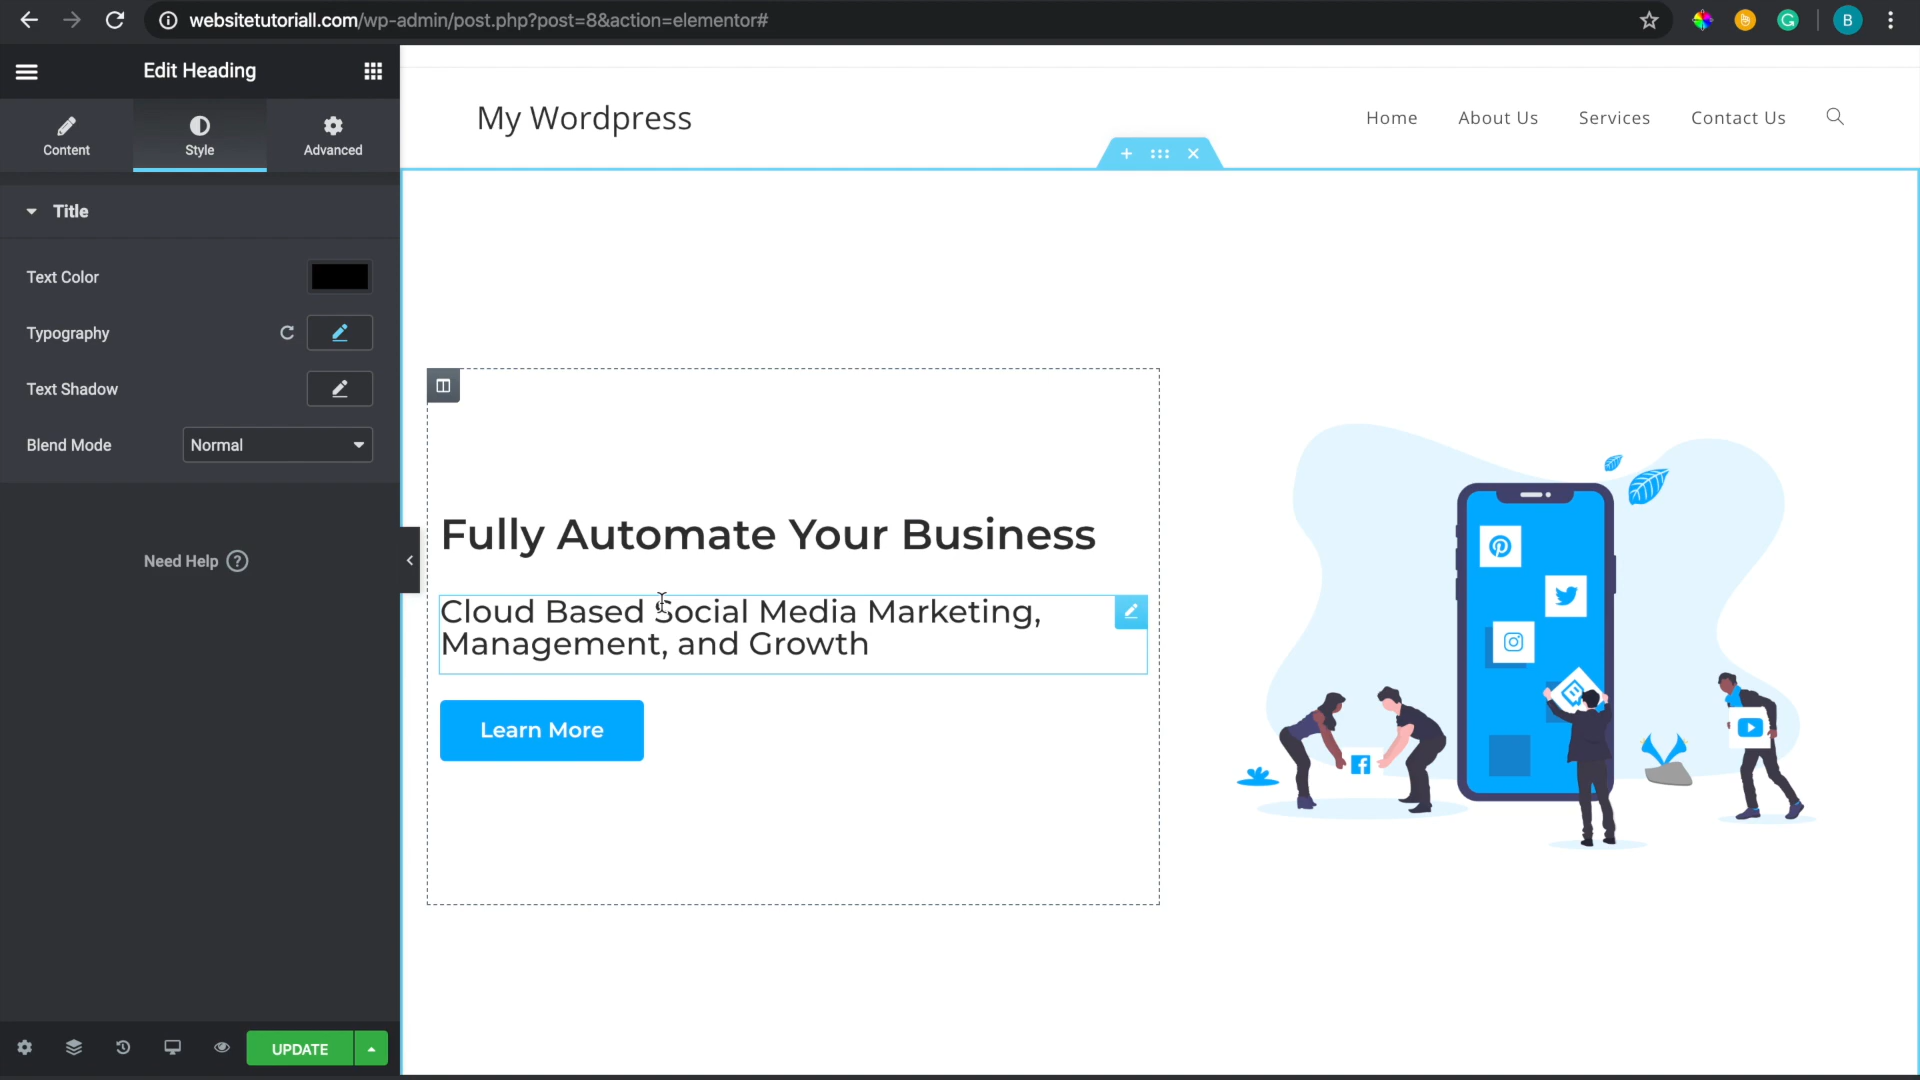 websitetutoriall.com/wp-admin/post.php?post=8&action=elementor#
B
Edit Heading
Content
Style
Advanced
Title
Text Color
Typography
Text Shadow
Blend Mode
Normal
Need Help ?
UPDATE
My Wordpress
Home
About Us
Services
Contact Us
Fully Automate Your Business
Cloud Based Social Media Marketing,
Management, and Growth
Learn More